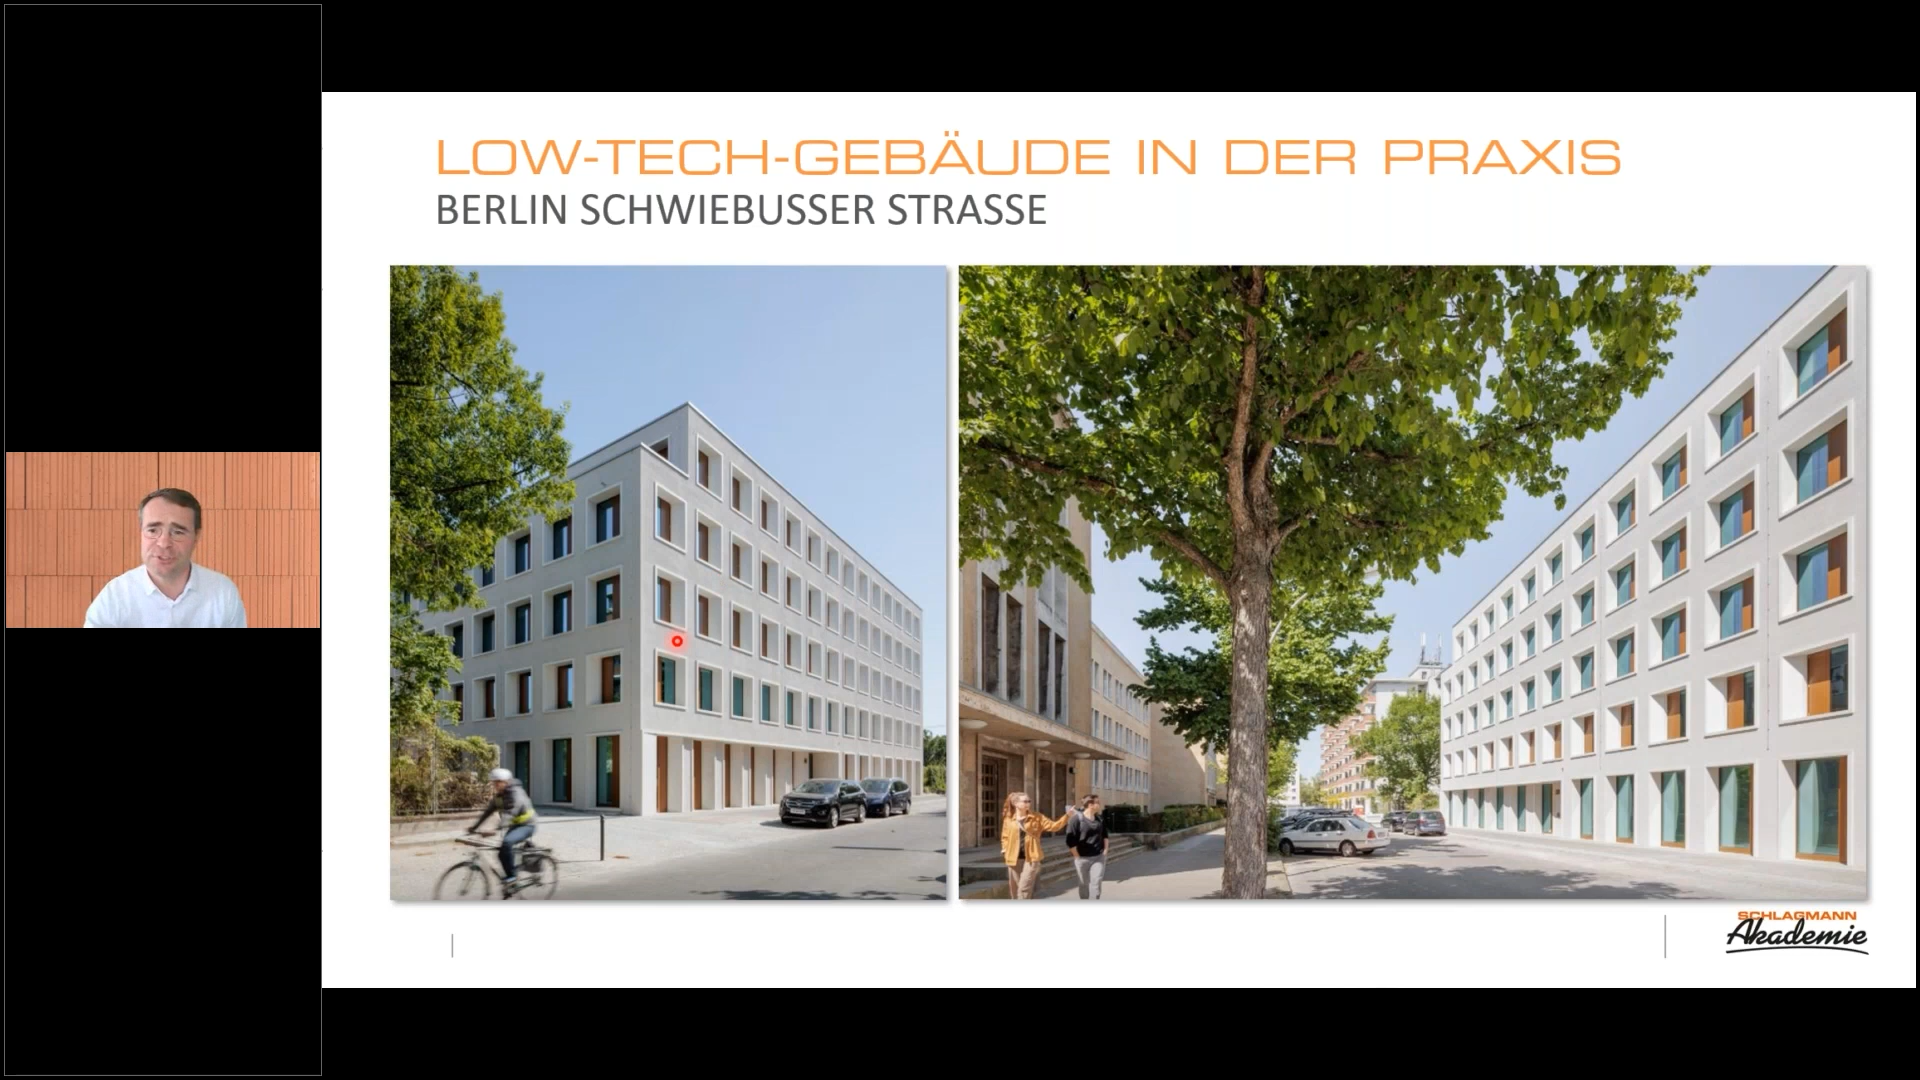 LOW-TECH-GEBÄUDE IN DER PRAXIS
BERLIN SCHWIEBUSSER STRASSE
SCHLAGMANN
Akademie